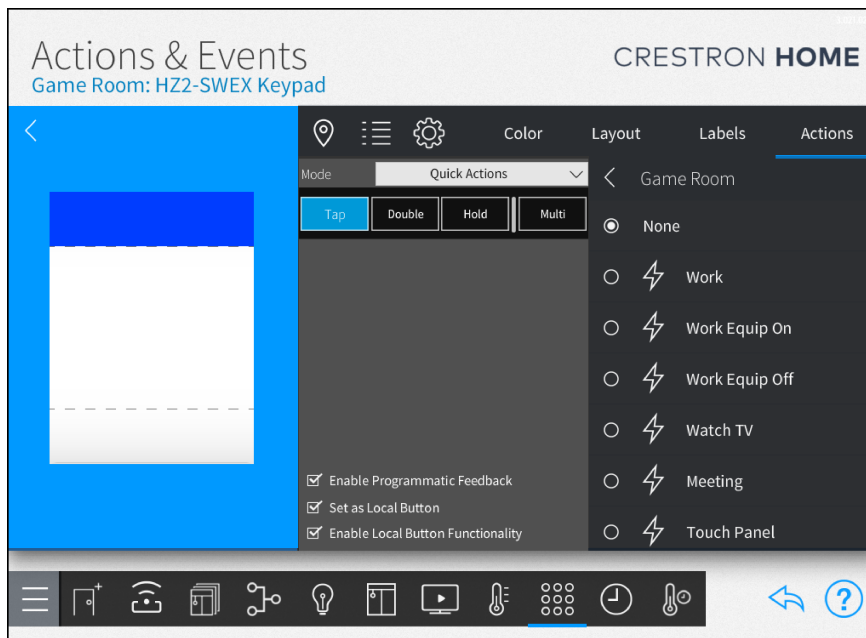 Actions & Events
CRESTRON HOME
Game Room: HZ2-SWEX Keypad
Color
Layout
Labels
Actions
Mode
Quick Actions
Game Room
Tap
Double
Hold
Multi
None
Work
Work Equip On
Work Equip Off
Watch TV
Meeting
Touch Panel
Enable Programmatic Feedback
Set as Local Button
Enable Local Button Functionality
?